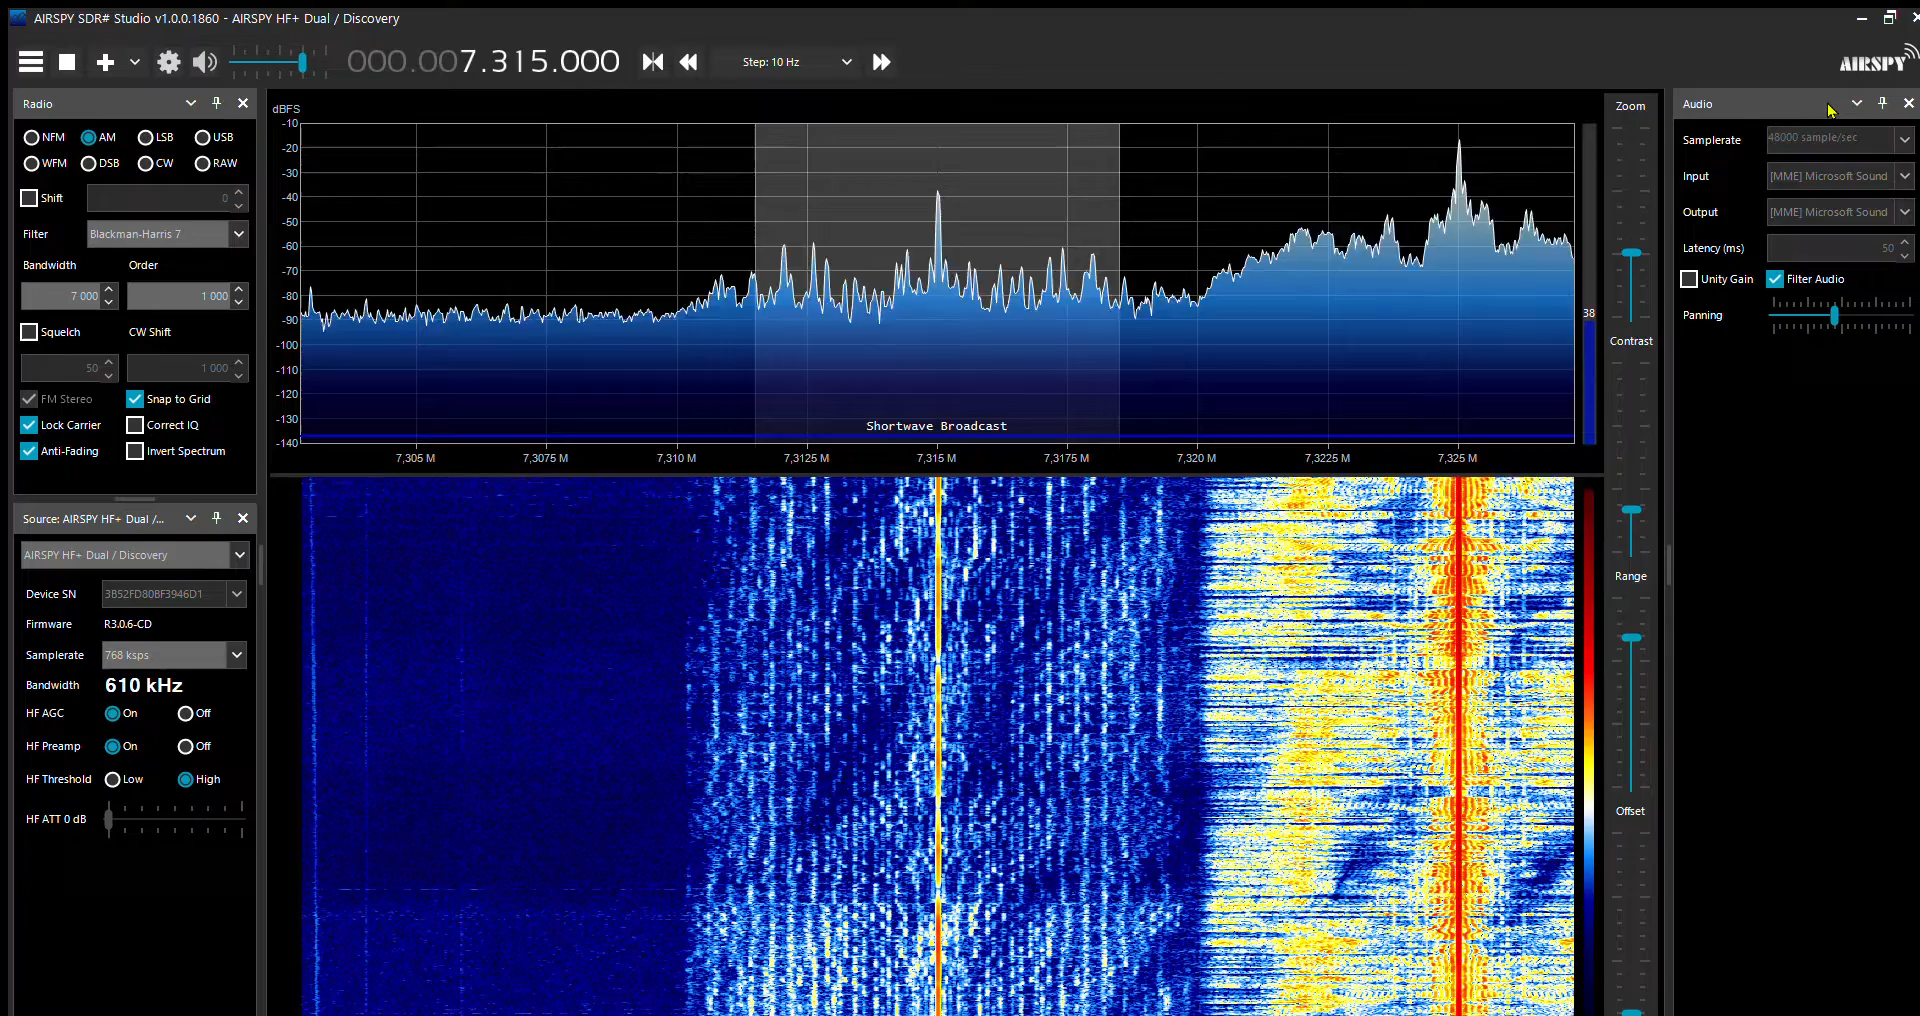 AIRSPY SDR# Studio v1.0.0.1860 - AIRSPY HF+ Dual / Discovery
000.007.315.000
Step: 10 Hz
AIRSPY
Radio
NFM AM LSB USB
WFM DSB CW RAW
Shift 0
Filter Blackman-Harris 7
Bandwidth Order
7 000 1 000
Squelch CW Shift
50 1 000
FM Stereo Snap to Grid
Lock Carrier Correct IQ
Anti-Fading Invert Spectrum
Source: AIRSPY HF+ Dual /...
AIRSPY HF+ Dual / Discovery
Device SN 3B52FD80BF3946D1
Firmware R3.0.6-CD
Samplerate 768 ksps
Bandwidth 610 kHz
HF AGC On Off
HF Preamp On Off
HF Threshold Low High
HF ATT 0 dB
dBFS
-10
-20
-30
-40
-50
-60
-70
-80
-90
-100
-110
-120
-130
-140
Shortwave Broadcast
7,305 M 7,3075 M 7,310 M 7,3125 M 7,315 M 7,3175 M 7,320 M 7,3225 M 7,325 M
38
Zoom
Contrast
Range
Offset
Audio
Samplerate 48000 sample/sec
Input [MME] Microsoft Sound
Output [MME] Microsoft Sound
Latency (ms) 50
Unity Gain Filter Audio
Panning